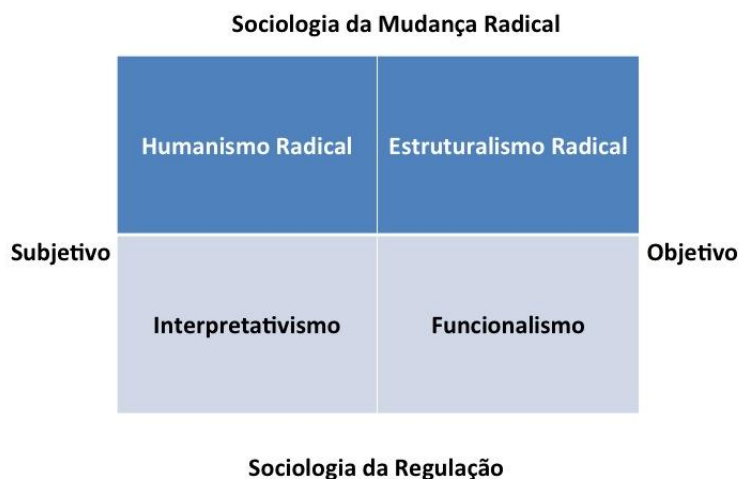 Sociologia da Mudança Radical
Humanismo Radical
Estruturalismo Radical
Subjetivo
Objetivo
Interpretativismo
Funcionalismo
Sociologia da Regulação